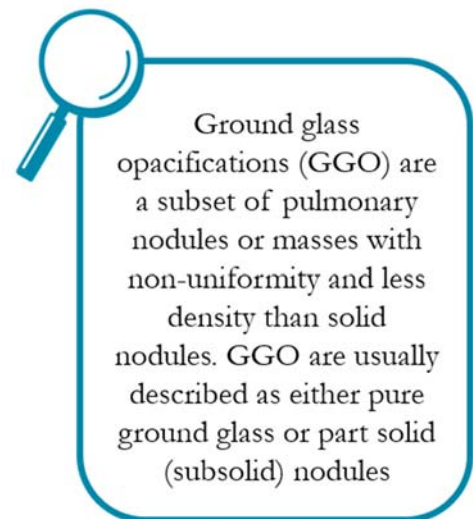 Ground glass
opacifications (GGO) are
a subset of pulmonary
nodules or masses with
non-uniformity and less
density than solid
nodules. GGO are usually
described as either pure
ground glass or part solid
(subsolid) nodules